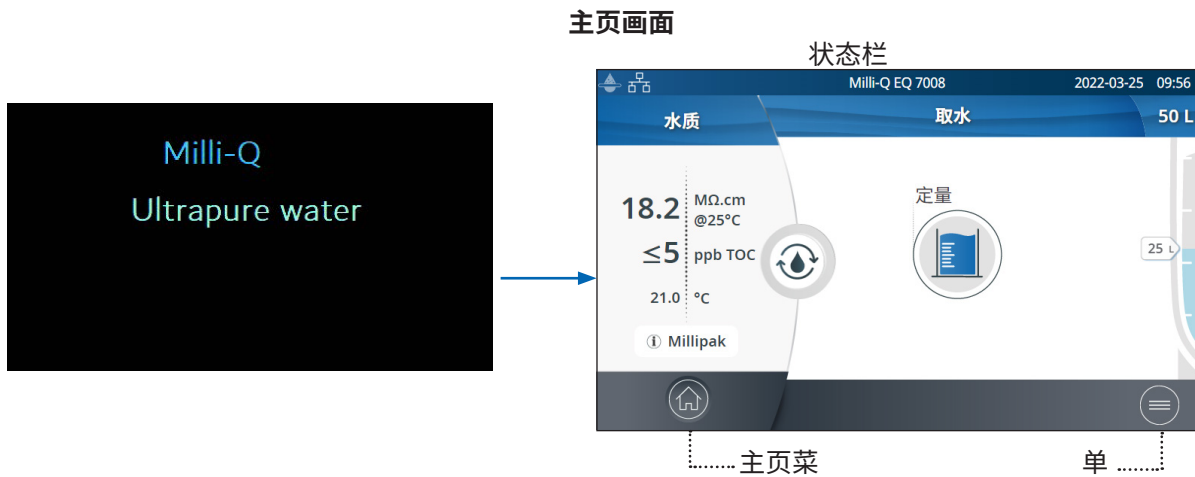 主页画面
状态栏
Milli-Q EQ 7008
2022-03-25 09:56
水质
取水
50 L
Milli-Q
Ultrapure water
定量
18.2 MΩ.cm
@25°C
≤5 ppb TOC
25 L
21.0 °C
i Millipak
主页菜
单